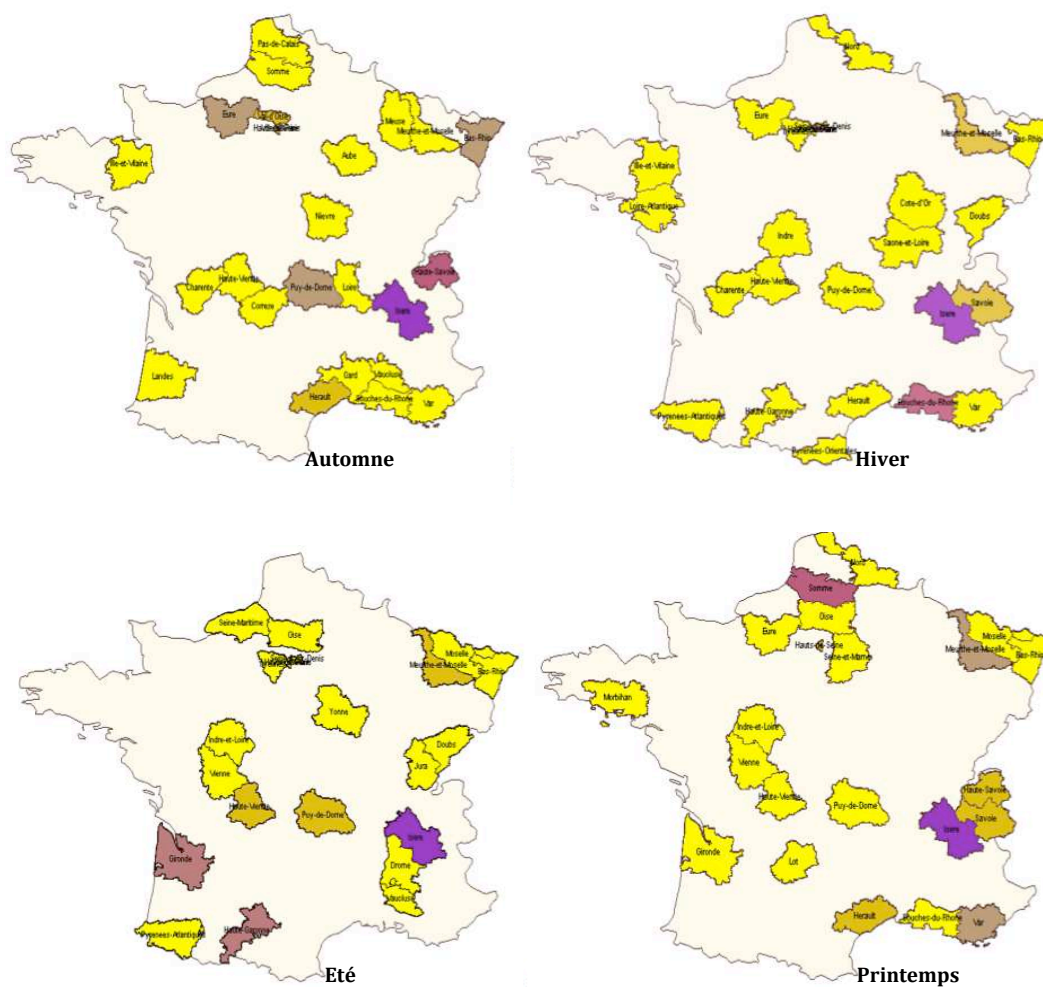 Pas-de-Calais
Somme
Eure
Meuse
Meurthe-et-Moselle
Bas-Rhin
Aube
Ille-et-Vilaine
Nievre
Haute-Savoie
Haute-Vienne
Charente
Correze
Puy-de-Dome
Loire
Isere
Landes
Gard
Vaucluse
Herault
Bouches-du-Rhone
Var
Automne
Nord
Eure
Meurthe-et-Moselle
Bas-Rhin
Ille-et-Vilaine
Loire-Atlantique
Cote-d'Or
Doubs
Indre
Saone-et-Loire
Haute-Vienne
Charente
Puy-de-Dome
Savoie
Isere
Bouches-du-Rhone
Herault
Var
Pyrenees-Atlantiques
Haute-Garonne
Pyrenees-Orientales
Hiver
Seine-Maritime
Oise
Moselle
Meurthe-et-Moselle
Bas-Rhin
Yonne
Indre-et-Loire
Doubs
Jura
Vienne
Haute-Vienne
Puy-de-Dome
Isere
Gironde
Drome
Vaucluse
Pyrenees-Atlantiques
Haute-Garonne
Eté
Nord
Somme
Oise
Eure
Hauts-de-Seine
Seine-et-Marne
Moselle
Meurthe-et-Moselle
Bas-Rhin
Morbihan
Indre-et-Loire
Vienne
Haute-Savoie
Haute-Vienne
Puy-de-Dome
Savoie
Isere
Gironde
Lot
Herault
Bouches-du-Rhone
Var
Printemps